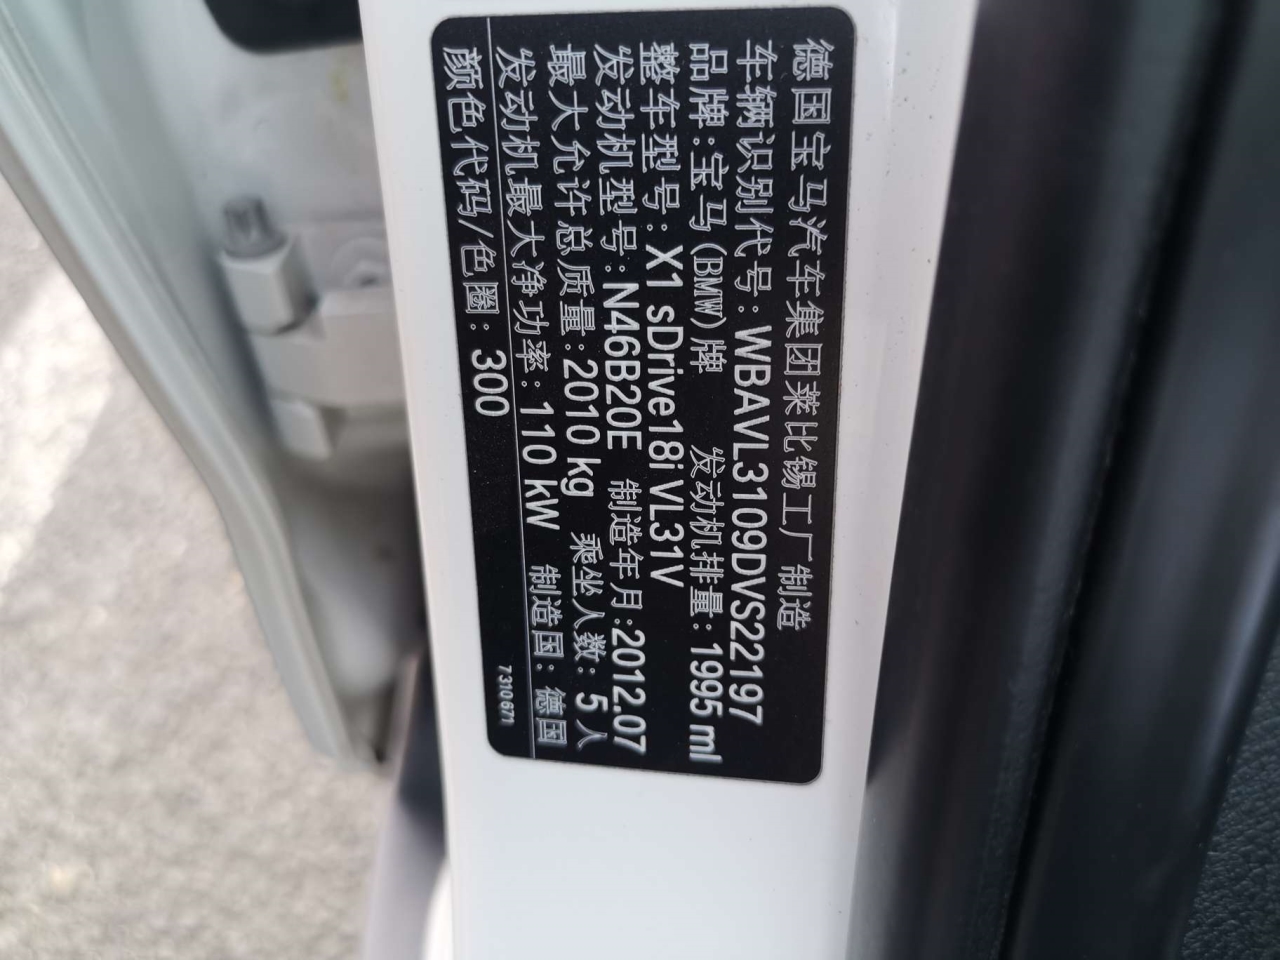 德国宝马汽车集团莱比锡工厂制造
车辆识别代号: WBAVL3109DVS22197
品牌:宝马(BMW)牌 发动机排量: 1995 ml
整车型号: X1 sDrive18i VL31V
发动机型号:N46B20E 制造年月:2012.07
最大允许总质量:2010 kg 乘坐人数: 5 人
发动机最大净功率: 110 kW 制造国: 德国
颜色代码/色圈: 300
7310671